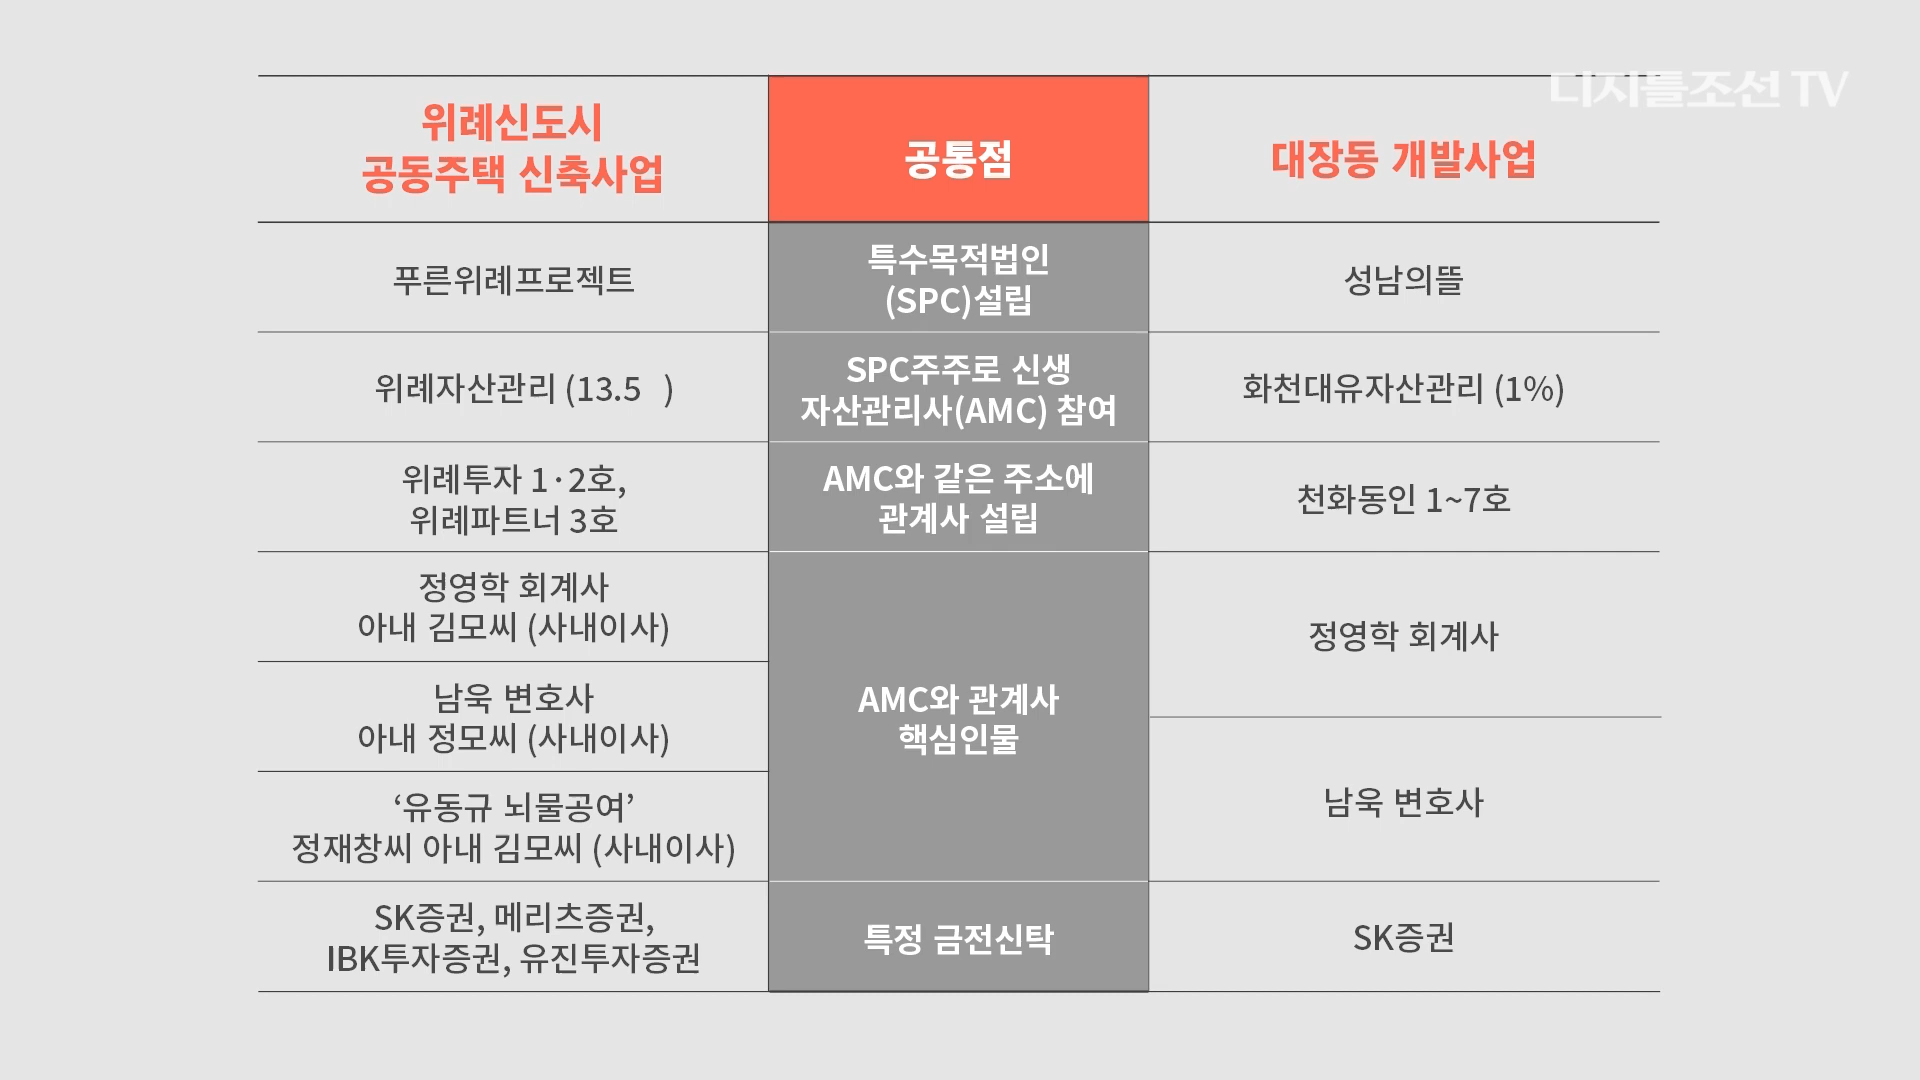 디지틀조선 TV
위례신도시
공동주택 신축사업
공통점
대장동 개발사업
푸른위례프로젝트
특수목적법인
(SPC)설립
성남의뜰
위례자산관리 (13.5 )
SPC주주로 신생
자산관리사(AMC) 참여
화천대유자산관리 (1%)
위례투자 1·2호,
위례파트너 3호
AMC와 같은 주소에
관계사 설립
천화동인 1~7호
정영학 회계사
아내 김모씨 (사내이사)
남욱 변호사
아내 정모씨 (사내이사)
‘유동규 뇌물공여’
정재창씨 아내 김모씨 (사내이사)
AMC와 관계사
핵심인물
정영학 회계사
남욱 변호사
SK증권, 메리츠증권,
IBK투자증권, 유진투자증권
특정 금전신탁
SK증권